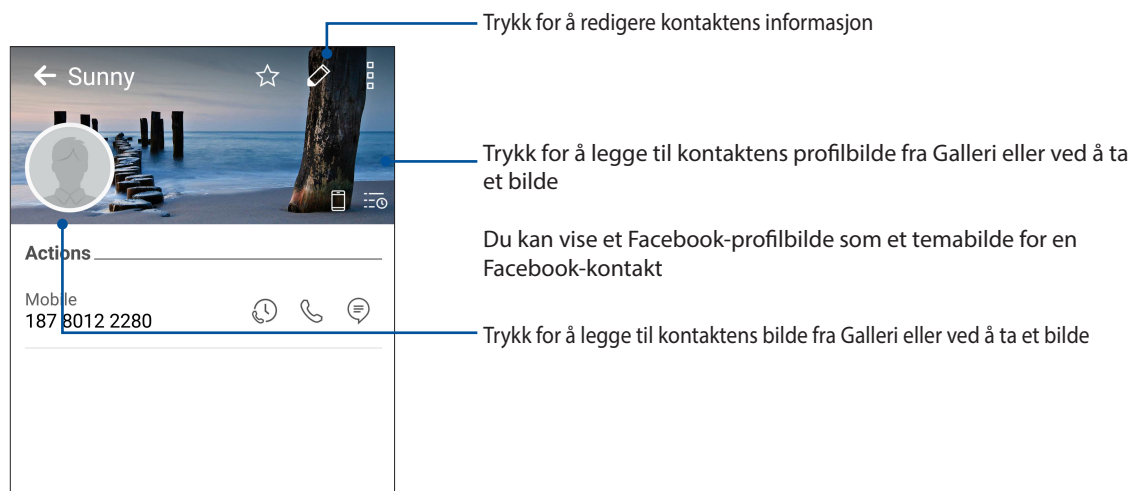 Trykk for å redigere kontaktens informasjon
Sunny
Trykk for å legge til kontaktens profilbilde fra Galleri eller ved å ta
et bilde
Du kan vise et Facebook-profilbilde som et temabilde for en
Facebook-kontakt
Actions
Mobile
187 8012 2280
Trykk for å legge til kontaktens bilde fra Galleri eller ved å ta et bilde